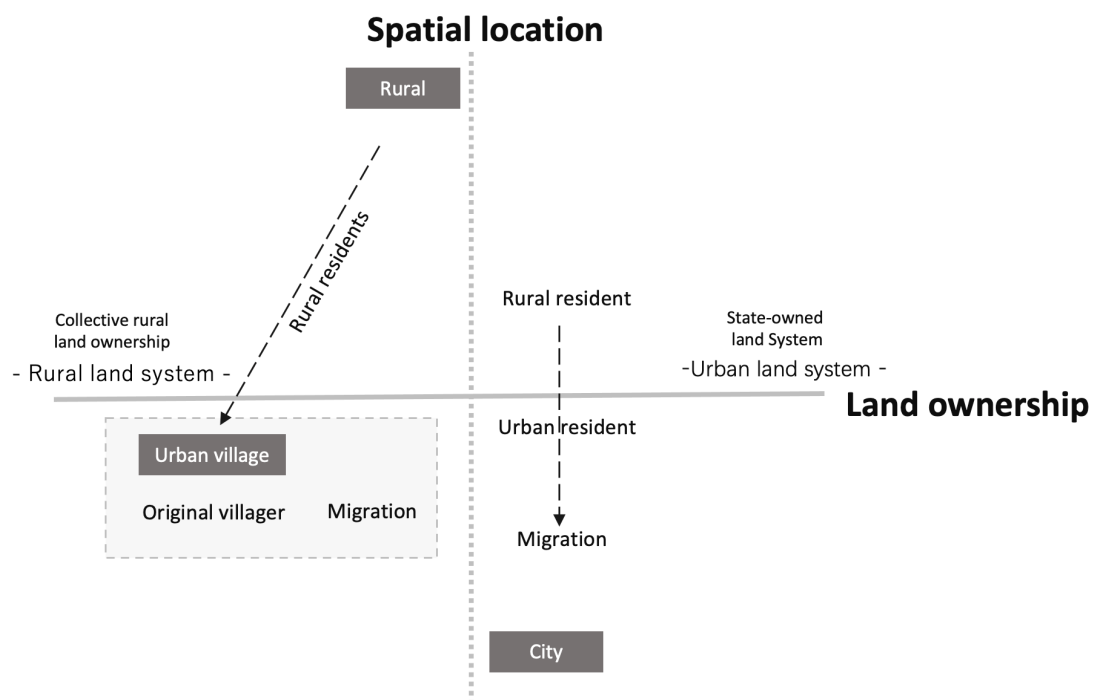 Spatial location
Rural
Rural residents
Rural resident
Collective rural
land ownership
- Rural land system -
State-owned
land System
-Urban land system -
Land ownership
Urban resident
Urban village
Original villager
Migration
Migration
City